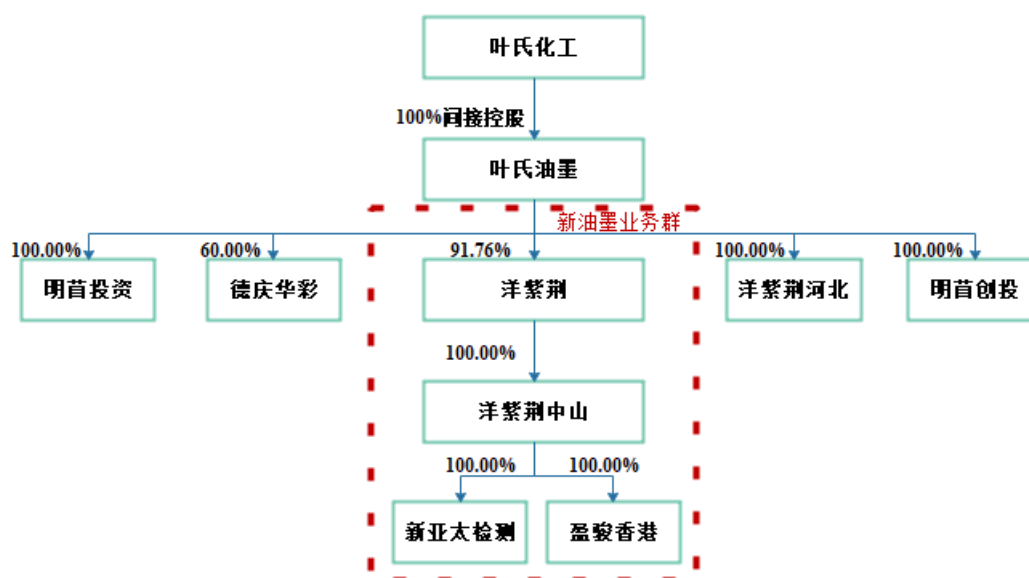 叶氏化工
100%间接控股
叶氏油墨
新油墨业务群
100.00%
60.00%
91.76%
100.00%
100.00%
明苜投资
德庆华彩
洋紫荆
洋紫荆河北
明苜创投
100.00%
洋紫荆中山
100.00%
100.00%
新亚太检测
盈骏香港